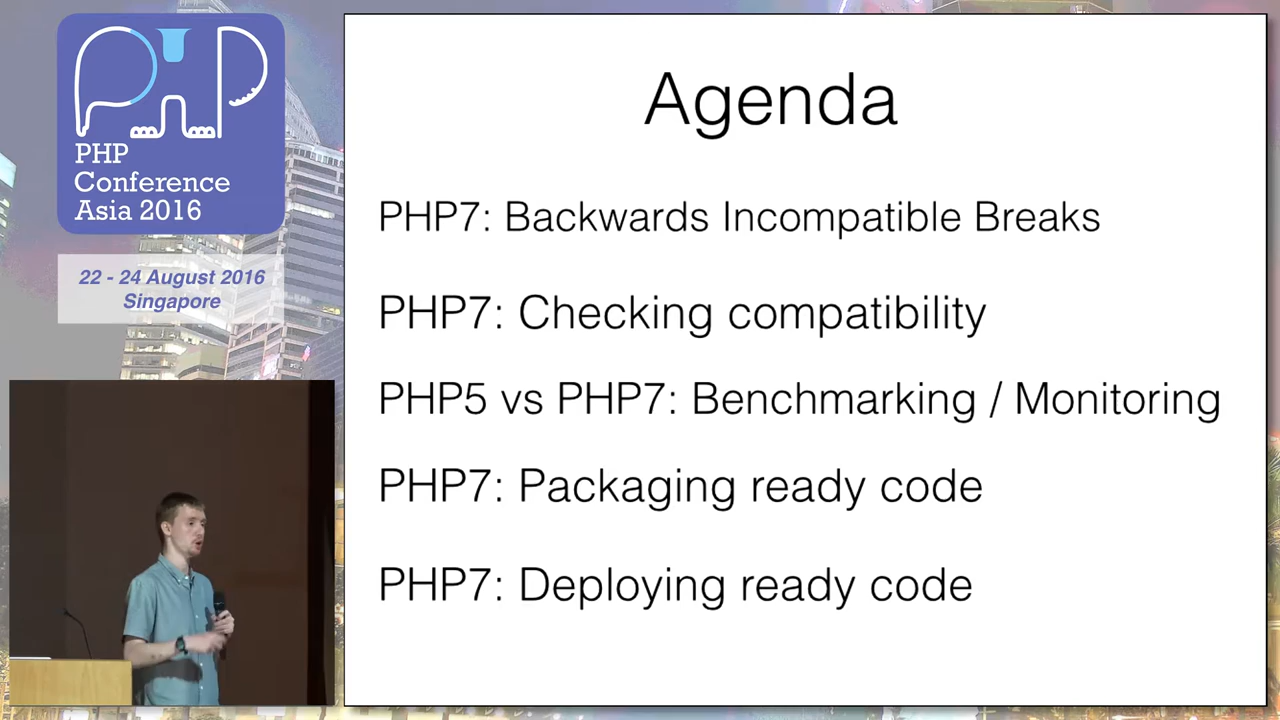 PHP
PHP
Conference
Asia 2016
22 - 24 August 2016
Singapore
Agenda
PHP7: Backwards Incompatible Breaks
PHP7: Checking compatibility
PHP5 vs PHP7: Benchmarking / Monitoring
PHP7: Packaging ready code
PHP7: Deploying ready code